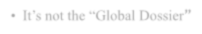 • It's not the “Global Dossier”